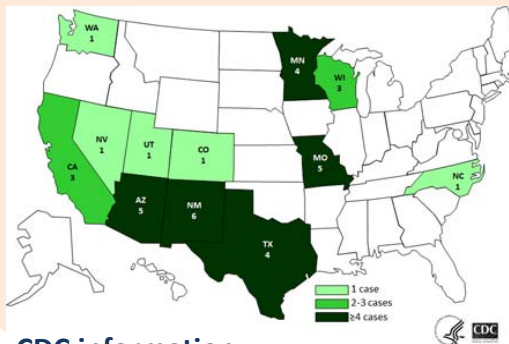 WA
1
MN
4
WI
3
NV
1
UT
1
CO
1
CA
3
MO
5
AZ
5
NM
6
NC
1
TX
4
1 case
2-3 cases
≥4 cases
CDC
CDC information